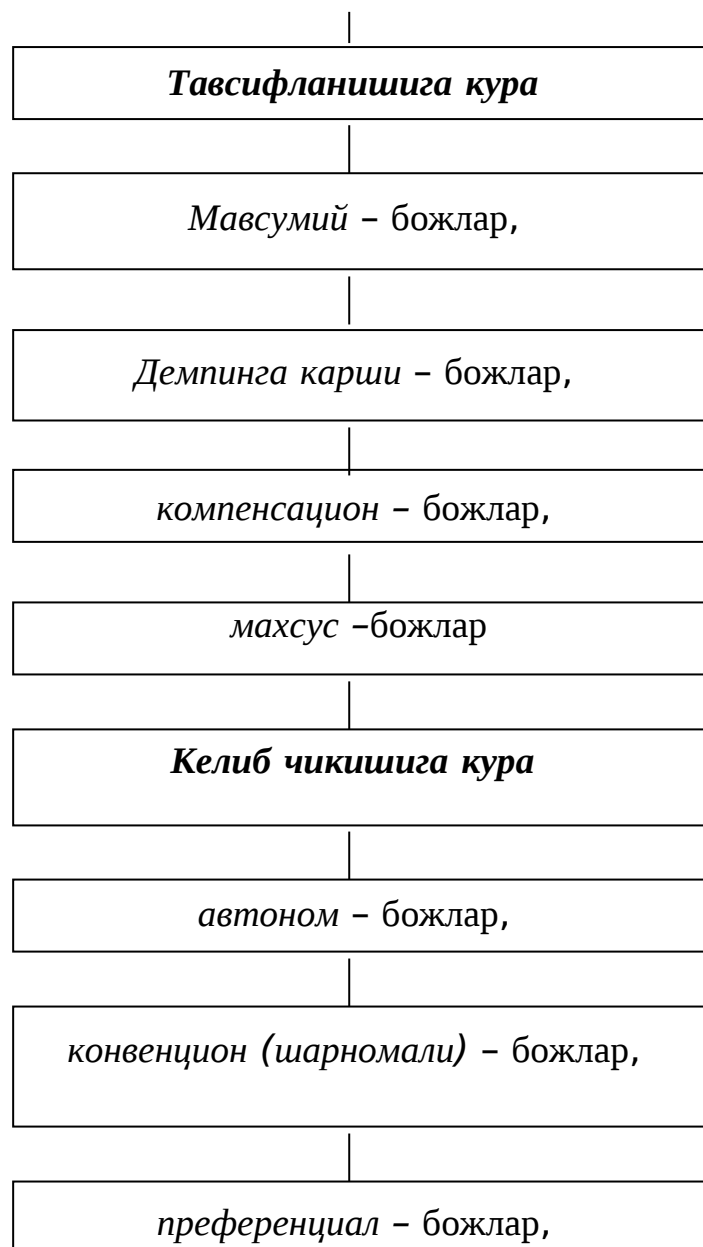 Тавсифланишига кура
Мавсумий – божлар,
Демпинга карши – божлар,
компенсацион – божлар,
махсус –божлар
Келиб чикишига кура
автоном – божлар,
конвенцион (шарномали) – божлар,
преференциал – божлар,